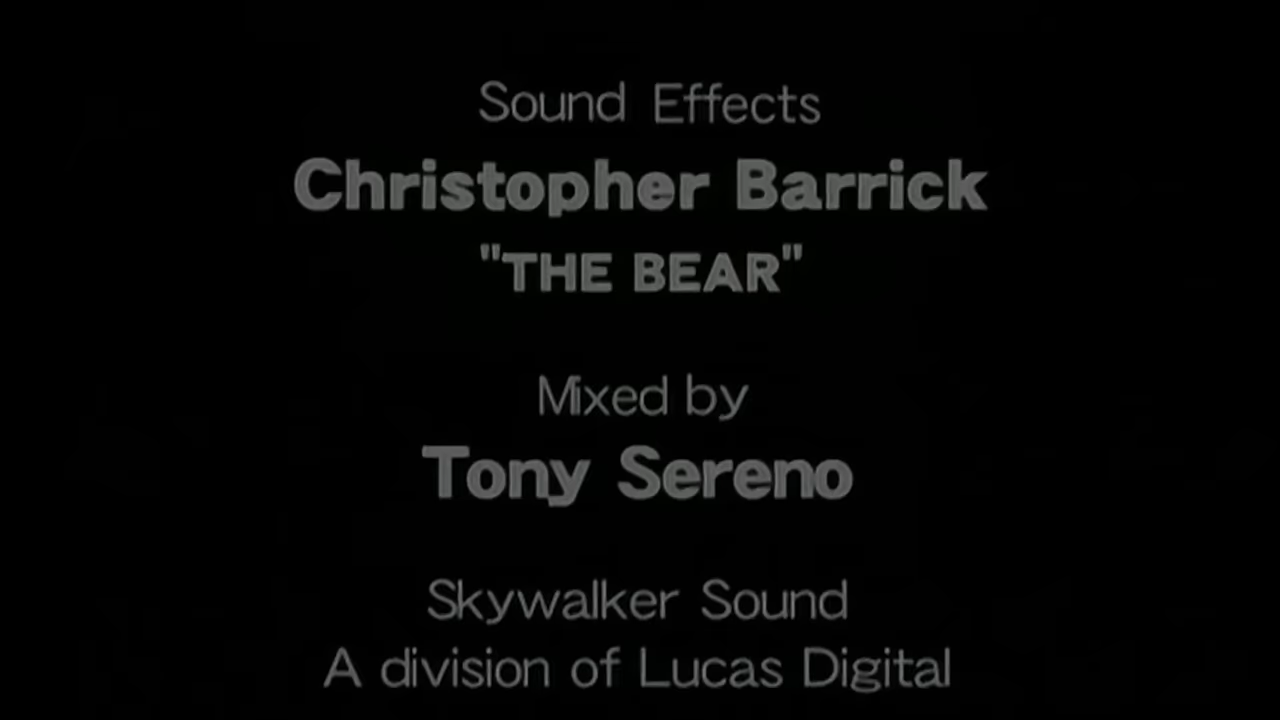 Sound Effects
Christopher Barrick
"THE BEAR"
Mixed by
Tony Sereno
Skywalker Sound
A division of Lucas Digital